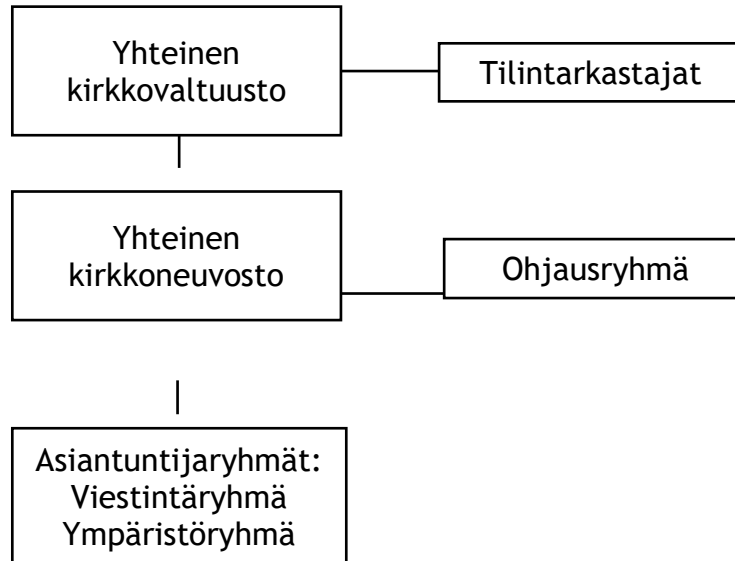 Yhteinen
kirkkovaltuusto
Tilintarkastajat
Yhteinen
kirkkoneuvosto
Ohjausryhmä
Asiantuntijaryhmät:
Viestintäryhmä
Ympäristöryhmä